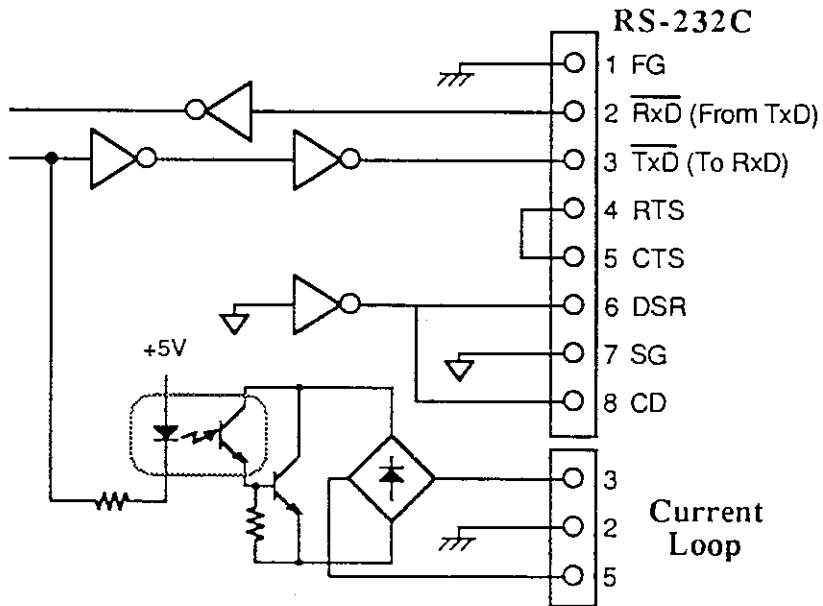 RS-232C
1 FG
2 RxD (From TxD)
3 TxD (To RxD)
4 RTS
5 CTS
6 DSR
+5V
7 SG
8 CD
3
2
5
Current
Loop